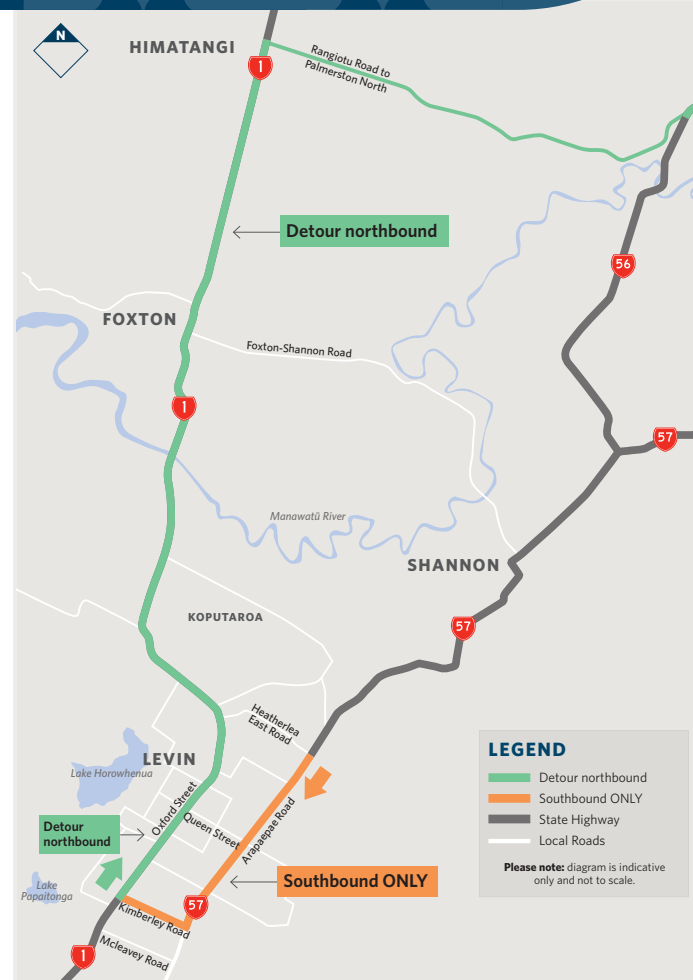 N
HIMATANGI
1
Rangiotu Road to
Palmerston North
Detour northbound
56
FOXTON
Foxton-Shannon Road
1
57
Manawatū River
SHANNON
KOPUTAROA
57
Heatherlea
East Road
LEVIN
Lake Horowhenua
Oxford Street
Queen Street
Arapaepae Road
Detour
northbound
Southbound ONLY
Lake
Papaitonga
57
Kimberley Road
Mcleavey Road
1
LEGEND
Detour northbound
Southbound ONLY
State Highway
Local Roads
Please note: diagram is indicative
only and not to scale.